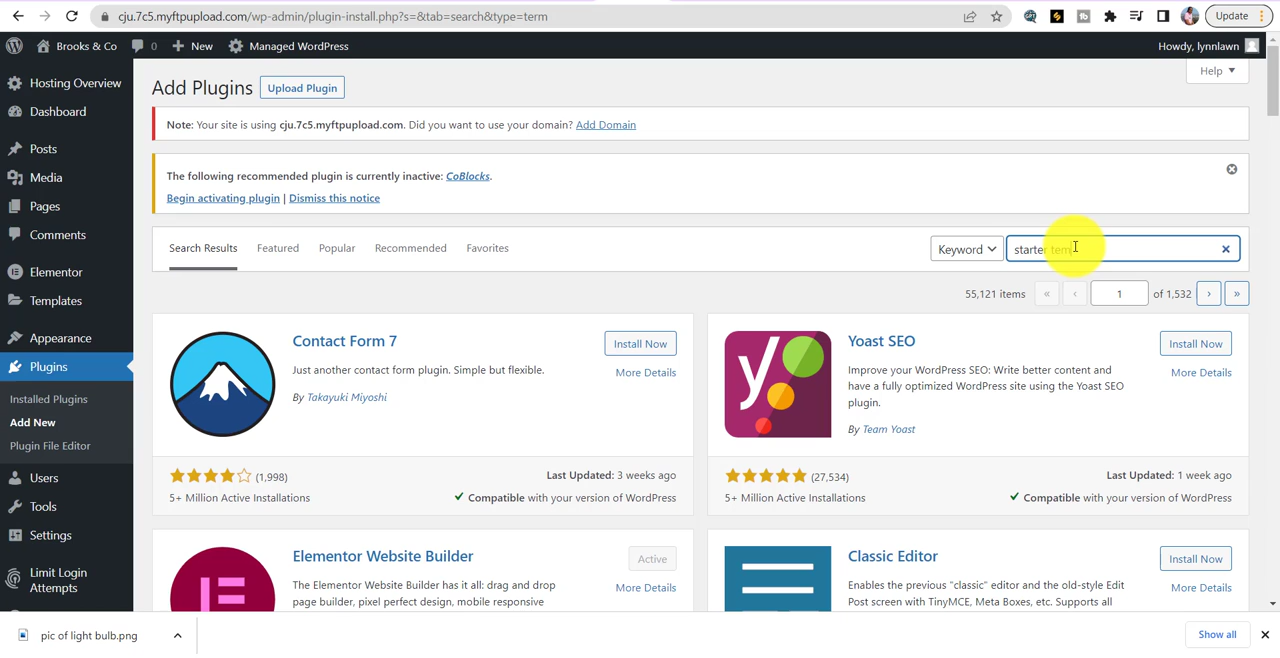 cju.7c5.myftpupload.com/wp-admin/plugin-install.php?s=&tab=search&type=term
Update
Brooks & Co
0
New
Managed WordPress
Howdy, lynnlawn
Hosting Overview
Dashboard
Posts
Media
Pages
Comments
Elementor
Templates
Appearance
Plugins
Installed Plugins
Add New
Plugin File Editor
Users
Tools
Settings
Limit Login
Attempts
Help
Add Plugins
Upload Plugin
Note: Your site is using cju.7c5.myftpupload.com. Did you want to use your domain? Add Domain
The following recommended plugin is currently inactive: CoBlocks.
Begin activating plugin | Dismiss this notice
Search Results
Featured
Popular
Recommended
Favorites
Keyword
starter tem
55,121 items
«
‹
1
of 1,532
›
»
Contact Form 7
Install Now
More Details
Just another contact form plugin. Simple but flexible.
By Takayuki Miyoshi
(1,998)
Last Updated: 3 weeks ago
5+ Million Active Installations
Compatible with your version of WordPress
Yoast SEO
Install Now
More Details
Improve your WordPress SEO: Write better content and
have a fully optimized WordPress site using the Yoast SEO
plugin.
By Team Yoast
(27,534)
Last Updated: 1 week ago
5+ Million Active Installations
Compatible with your version of WordPress
Elementor Website Builder
Active
More Details
The Elementor Website Builder has it all: drag and drop
page builder, pixel perfect design, mobile responsive
Classic Editor
Install Now
More Details
Enables the previous "classic" editor and the old-style Edit
Post screen with TinyMCE, Meta Boxes, etc. Supports all
pic of light bulb.png
Show all